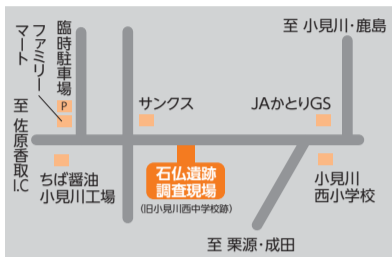 至 小見川・鹿島
臨時駐車場
ファミリー
マート
P
サンクス
JAかとりGS
至 佐原香取I.C
ちば醤油
小見川工場
石仏遺跡
調査現場
(旧小見川西中学校跡)
小見川
西小学校
至 栗源・成田